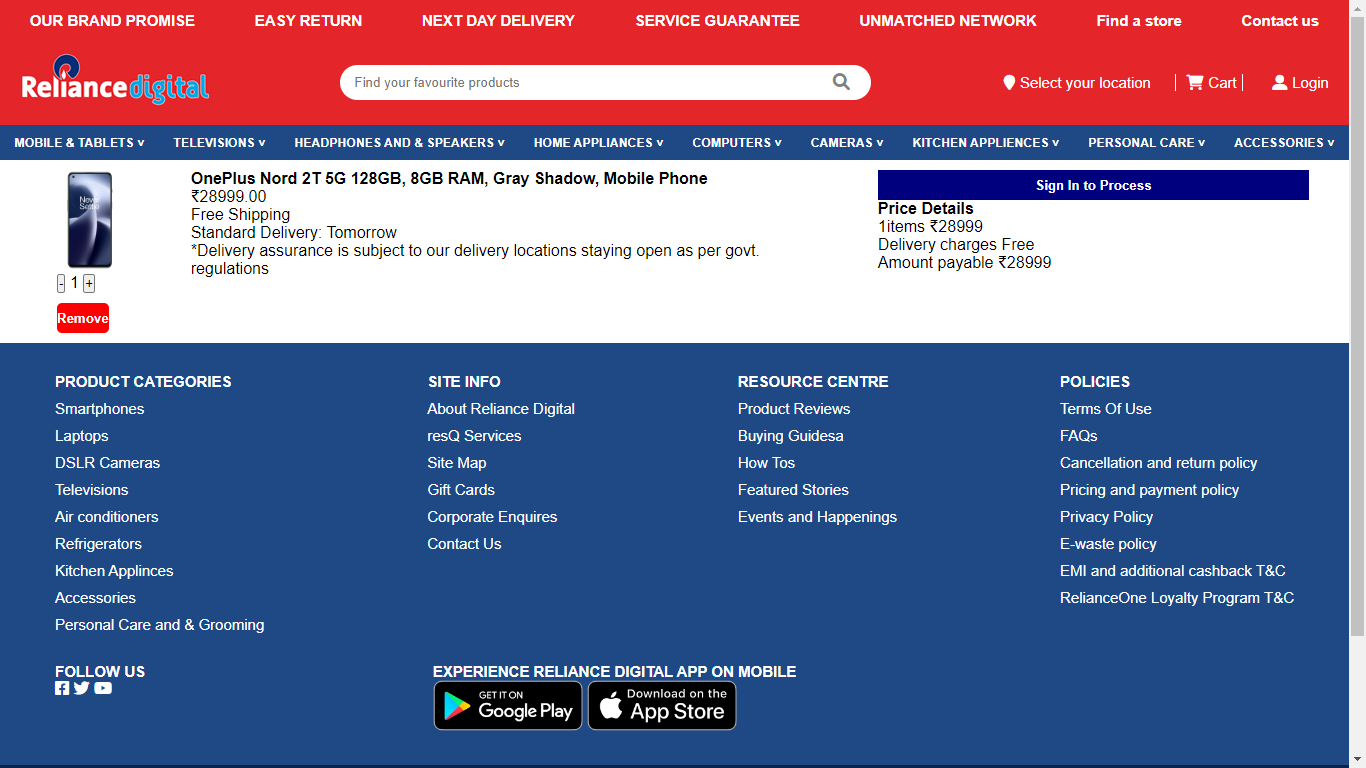 OUR BRAND PROMISE EASY RETURN NEXT DAY DELIVERY SERVICE GUARANTEE UNMATCHED NETWORK Find a store Contact us
Reliance digital Find your favourite products Select your location Cart Login
MOBILE & TABLETS v TELEVISIONS v HEADPHONES AND & SPEAKERS v HOME APPLIANCES v COMPUTERS v CAMERAS v KITCHEN APPLIENCES v PERSONAL CARE v ACCESSORIES v
Never Settle
- 1 +
Remove
OnePlus Nord 2T 5G 128GB, 8GB RAM, Gray Shadow, Mobile Phone
₹28999.00
Free Shipping
Standard Delivery: Tomorrow
*Delivery assurance is subject to our delivery locations staying open as per govt.
regulations
Sign In to Process
Price Details
1items ₹28999
Delivery charges Free
Amount payable ₹28999
PRODUCT CATEGORIES
Smartphones
Laptops
DSLR Cameras
Televisions
Air conditioners
Refrigerators
Kitchen Applinces
Accessories
Personal Care and & Grooming
SITE INFO
About Reliance Digital
resQ Services
Site Map
Gift Cards
Corporate Enquires
Contact Us
RESOURCE CENTRE
Product Reviews
Buying Guidesa
How Tos
Featured Stories
Events and Happenings
POLICIES
Terms Of Use
FAQs
Cancellation and return policy
Pricing and payment policy
Privacy Policy
E-waste policy
EMI and additional cashback T&C
RelianceOne Loyalty Program T&C
FOLLOW US
EXPERIENCE RELIANCE DIGITAL APP ON MOBILE
GET IT ON
Google Play
Download on the
App Store